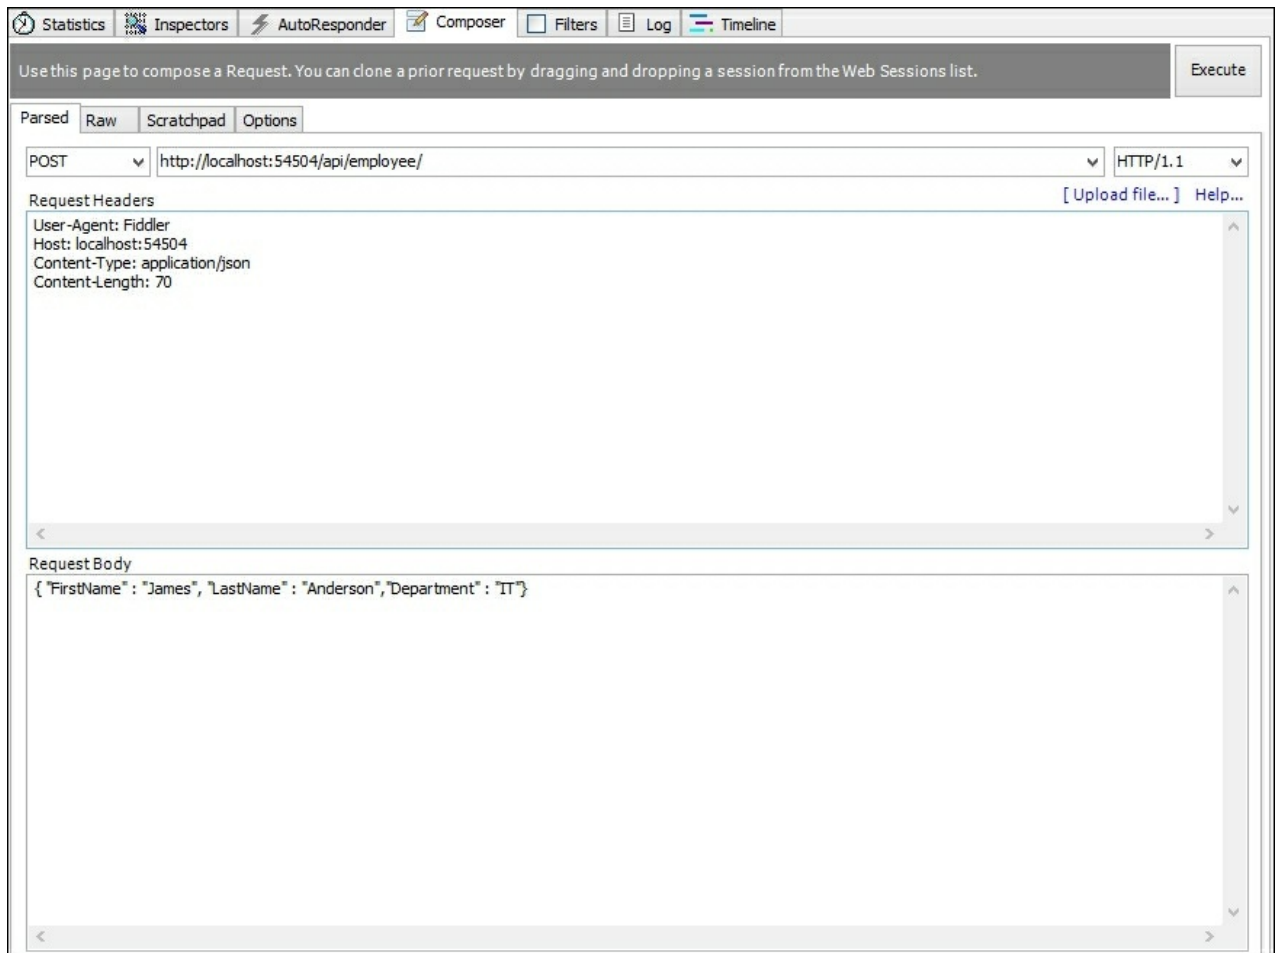 Statistics Inspectors AutoResponder Composer Filters Log Timeline
Use this page to compose a Request. You can clone a prior request by dragging and dropping a session from the Web Sessions list. Execute
Parsed Raw Scratchpad Options
POST http://localhost:54504/api/employee/ HTTP/1.1
Request Headers [ Upload file... ] Help...
User-Agent: Fiddler
Host: localhost:54504
Content-Type: application/json
Content-Length: 70
Request Body
{ "FirstName" : "James", "LastName" : "Anderson","Department" : "IT"}